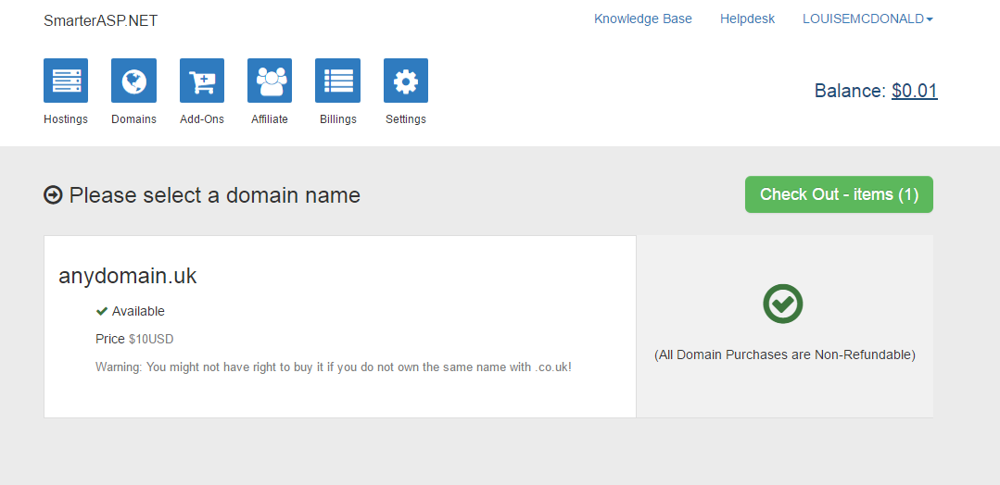 SmarterASP.NET
Knowledge Base
Helpdesk
LOUISEMCDONALD
Hostings
Domains
Add-Ons
Affiliate
Billings
Settings
Balance: $0.01
Please select a domain name
Check Out - items (1)
anydomain.uk
Available
Price $10USD
Warning: You might not have right to buy it if you do not own the same name with .co.uk!
(All Domain Purchases are Non-Refundable)